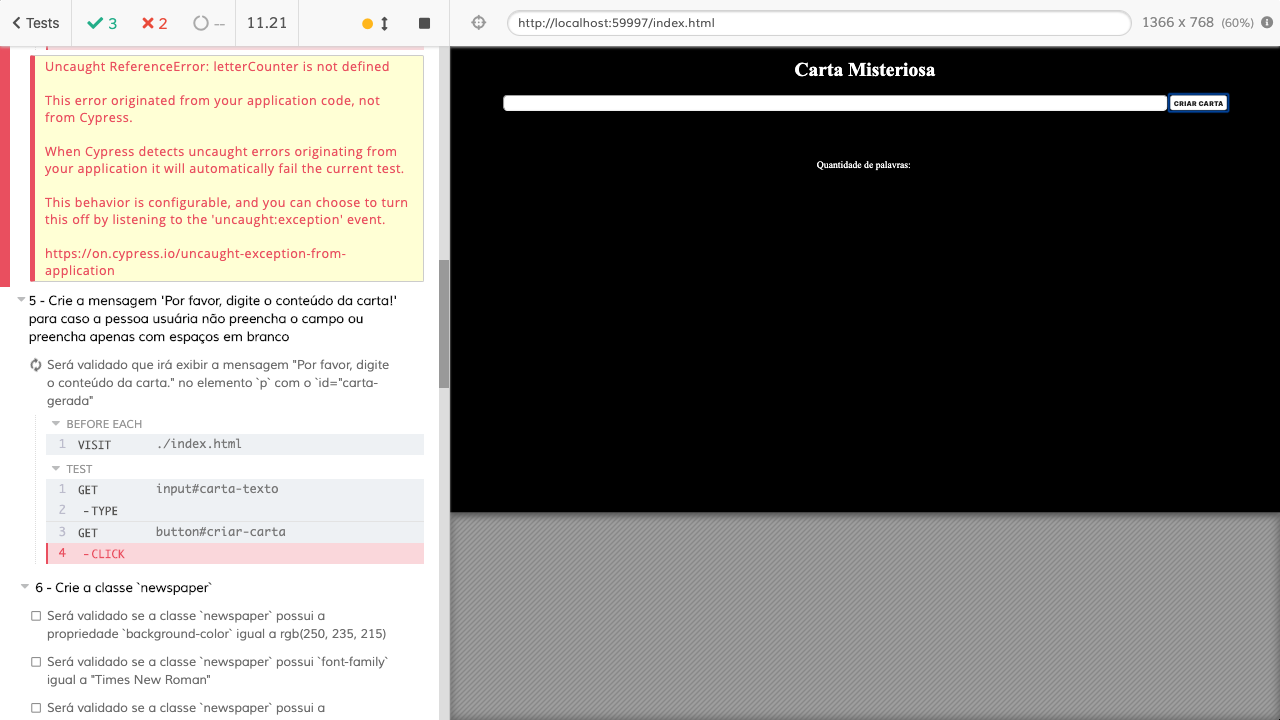 Tests
3
2
--
11.21
http://localhost:59997/index.html
1366 x 768 (60%)
Uncaught ReferenceError: letterCounter is not defined
This error originated from your application code, not
from Cypress.
When Cypress detects uncaught errors originating from
your application it will automatically fail the current test.
This behavior is configurable, and you can choose to turn
this off by listening to the 'uncaught:exception' event.
https://on.cypress.io/uncaught-exception-from-
application
5 - Crie a mensagem 'Por favor, digite o conteúdo da carta!'
para caso a pessoa usuária não preencha o campo ou
preencha apenas com espaços em branco
Será validado que irá exibir a mensagem "Por favor, digite
o conteúdo da carta." no elemento `p` com o `id="carta-
gerada"
BEFORE EACH
1 VISIT ./index.html
TEST
1 GET input#carta-texto
2 -TYPE
3 GET button#criar-carta
4 -CLICK
6 - Crie a classe `newspaper`
Será validado se a classe `newspaper` possui a
propriedade `background-color` igual a rgb(250, 235, 215)
Será validado se a classe `newspaper` possui `font-family`
igual a "Times New Roman"
Será validado se a classe `newspaper` possui a
Carta Misteriosa
CRIAR CARTA
Quantidade de palavras: